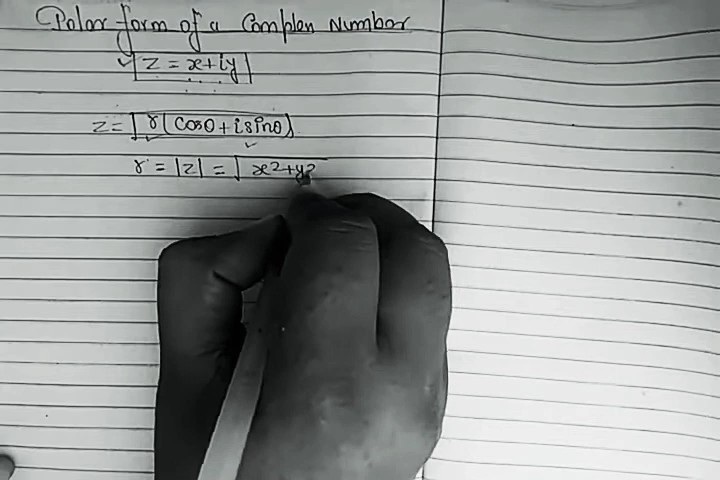 Polar form of a Complex Number
z = x+iy
z = r(cosθ + isinθ)
r = |z| = √x²+y²